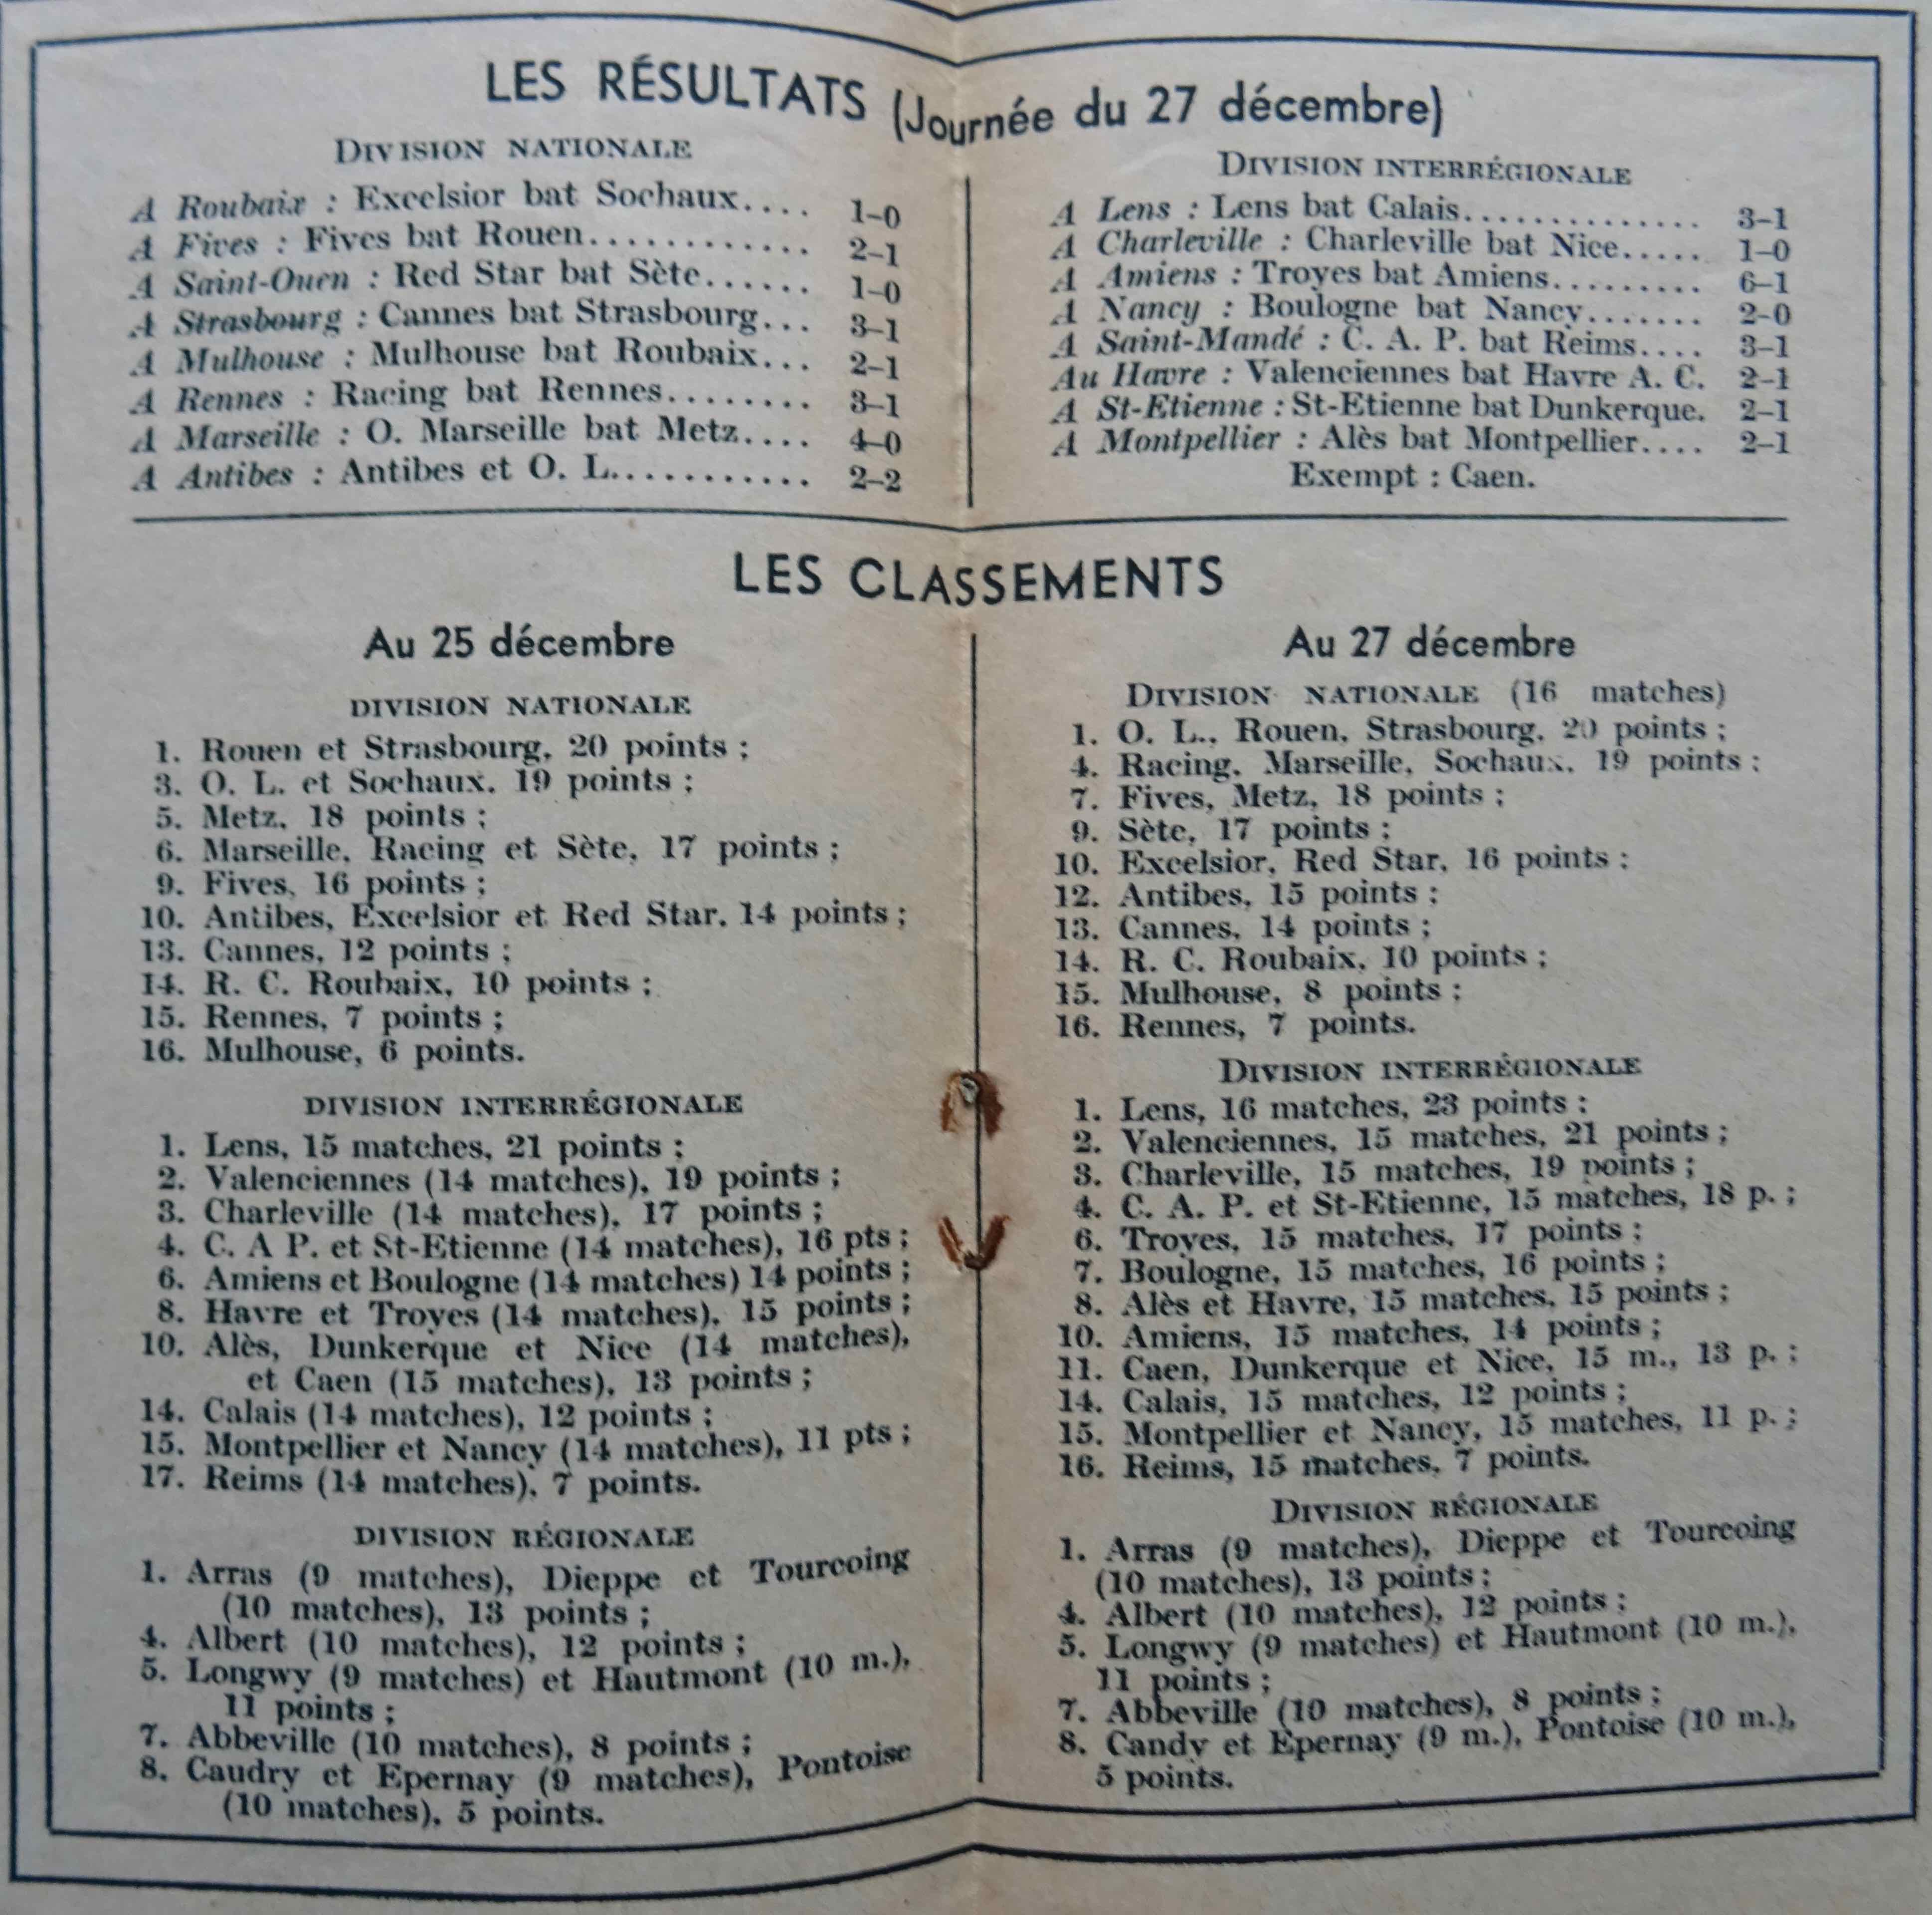 LES RÉSULTATS (Journée du 27 décembre)
DIVISION NATIONALE
A Roubaix : Excelsior bat Sochaux.... 1-0
A Fives : Fives bat Rouen............ 2-1
A Saint-Ouen : Red Star bat Sète...... 1-0
A Strasbourg : Cannes bat Strasbourg... 3-1
A Mulhouse : Mulhouse bat Roubaix... 2-1
A Rennes : Racing bat Rennes........ 3-1
A Marseille : O. Marseille bat Metz.... 4-0
A Antibes : Antibes et O. L........... 2-2
DIVISION INTERRÉGIONALE
A Lens : Lens bat Calais............... 3-1
A Charleville : Charleville bat Nice..... 1-0
A Amiens : Troyes bat Amiens......... 6-1
A Nancy : Boulogne bat Nancy....... 2-0
A Saint-Mandé : C. A. P. bat Reims.... 3-1
Au Havre : Valenciennes bat Havre A. C. 2-1
A St-Etienne : St-Etienne bat Dunkerque. 2-1
A Montpellier : Alès bat Montpellier.... 2-1
Exempt : Caen.
LES CLASSEMENTS
Au 25 décembre
DIVISION NATIONALE
1. Rouen et Strasbourg, 20 points ;
3. O. L. et Sochaux. 19 points ;
5. Metz, 18 points ;
6. Marseille, Racing et Sète, 17 points ;
9. Fives, 16 points ;
10. Antibes, Excelsior et Red Star. 14 points ;
13. Cannes, 12 points ;
14. R. C. Roubaix, 10 points ;
15. Rennes, 7 points ;
16. Mulhouse, 6 points.
DIVISION INTERRÉGIONALE
1. Lens, 15 matches, 21 points ;
2. Valenciennes (14 matches), 19 points ;
3. Charleville (14 matches), 17 points ;
4. C. A P. et St-Etienne (14 matches), 16 pts ;
6. Amiens et Boulogne (14 matches) 14 points ;
8. Havre et Troyes (14 matches), 15 points ;
10. Alès, Dunkerque et Nice (14 matches),
et Caen (15 matches), 13 points ;
14. Calais (14 matches), 12 points ;
15. Montpellier et Nancy (14 matches), 11 pts ;
17. Reims (14 matches), 7 points.
DIVISION RÉGIONALE
1. Arras (9 matches), Dieppe et Tourcoing
(10 matches), 13 points ;
4. Albert (10 matches), 12 points ;
5. Longwy (9 matches) et Hautmont (10 m.),
11 points ;
7. Abbeville (10 matches), 8 points ;
8. Caudry et Epernay (9 matches), Pontoise
(10 matches), 5 points.
Au 27 décembre
DIVISION NATIONALE (16 matches)
1. O. L., Rouen, Strasbourg, 20 points ;
4. Racing, Marseille, Sochaux, 19 points ;
7. Fives, Metz, 18 points ;
9. Sète, 17 points ;
10. Excelsior, Red Star, 16 points ;
12. Antibes, 15 points ;
13. Cannes, 14 points ;
14. R. C. Roubaix, 10 points ;
15. Mulhouse, 8 points ;
16. Rennes, 7 points.
DIVISION INTERRÉGIONALE
1. Lens, 16 matches, 23 points ;
2. Valenciennes, 15 matches, 21 points ;
3. Charleville, 15 matches, 19 points ;
4. C. A. P. et St-Etienne, 15 matches, 18 p. ;
6. Troyes, 15 matches, 17 points ;
7. Boulogne, 15 matches, 16 points ;
8. Alès et Havre, 15 matches, 15 points ;
10. Amiens, 15 matches, 14 points ;
11. Caen, Dunkerque et Nice, 15 m., 13 p. ;
14. Calais, 15 matches, 12 points ;
15. Montpellier et Nancy, 15 matches, 11 p. ;
16. Reims, 15 matches, 7 points.
DIVISION RÉGIONALE
1. Arras (9 matches), Dieppe et Tourcoing
(10 matches), 13 points ;
4. Albert (10 matches), 12 points ;
5. Longwy (9 matches) et Hautmont (10 m.),
11 points ;
7. Abbeville (10 matches), 8 points ;
8. Candy et Epernay (9 m.), Pontoise (10 m.),
5 points.